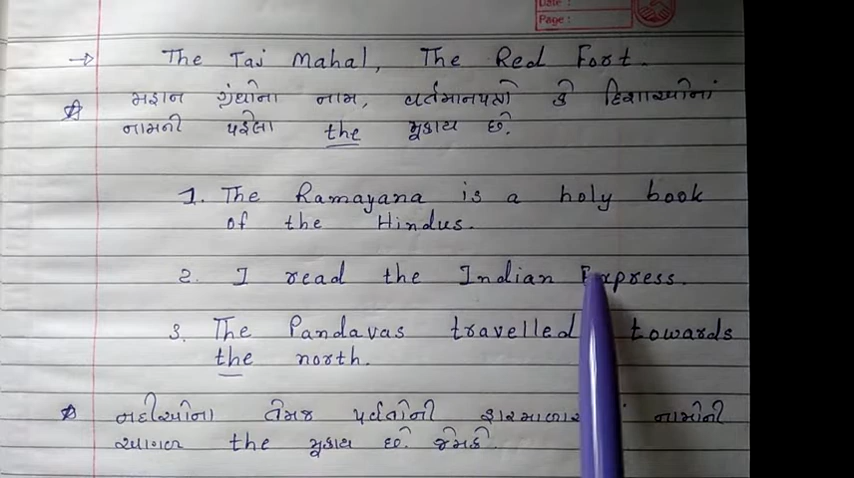 Date :
Page :
→ The Taj Mahal, The Red Fort.
☆ મહાન ગ્રંથોના નામ, વર્તમાનપત્રો કે દિશાઓનાં
નામની પહેલા the મૂકાય છે.
1. The Ramayana is a holy book
of the Hindus.
2. I read the Indian Express.
3. The Pandavas travelled towards
the north.
☆ નદીઓના તેમજ પર્વતોની નામોની
આગળ the મૂકાય છે. જેમકે.